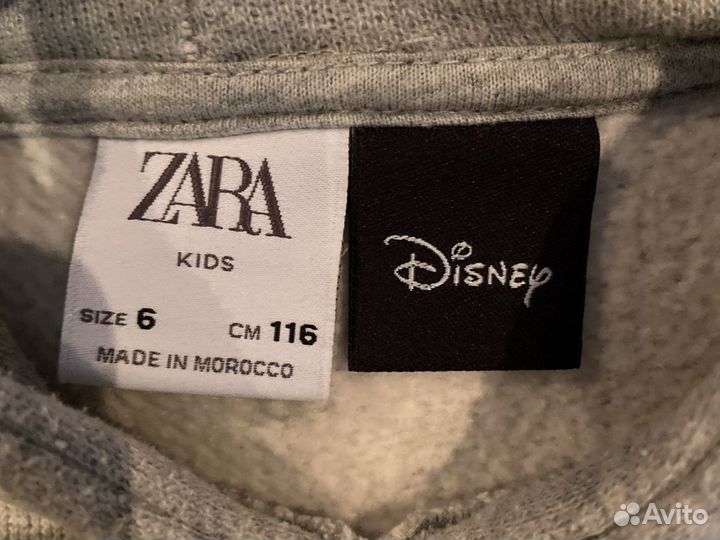 ZARA
KIDS
SIZE 6 CM 116
MADE IN MOROCCO
Disney
Avito